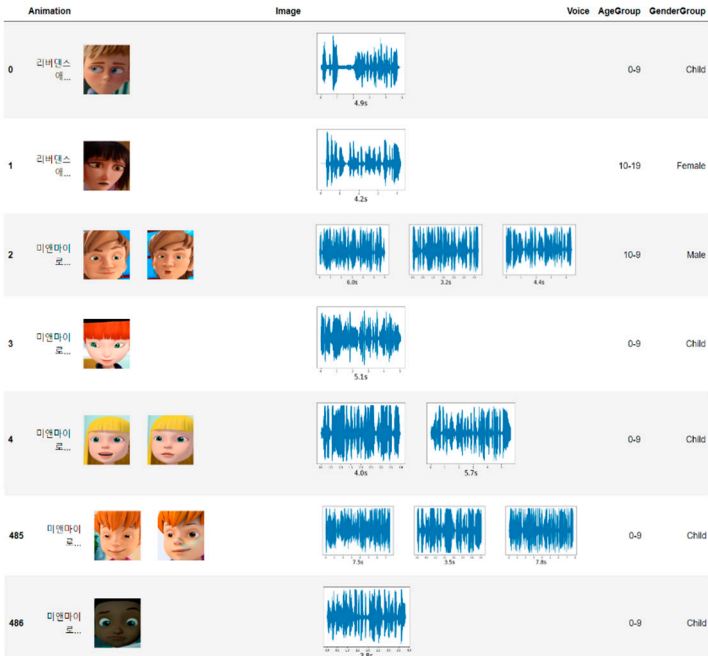 Animation Image Voice AgeGroup GenderGroup
0 리버댄스 애... 4.9s 0-9 Child
1 리버댄스 애... 4.2s 10-19 Female
2 미앤마이 로... 6.0s 3.2s 4.4s 10-9 Male
3 미앤마이 로... 5.1s 0-9 Child
4 미앤마이 로... 4.0s 5.7s 0-9 Child
485 미앤마이 로... 7.5s 3.5s 7.8s 0-9 Child
486 미앤마이 로... 3.8s 0-9 Child